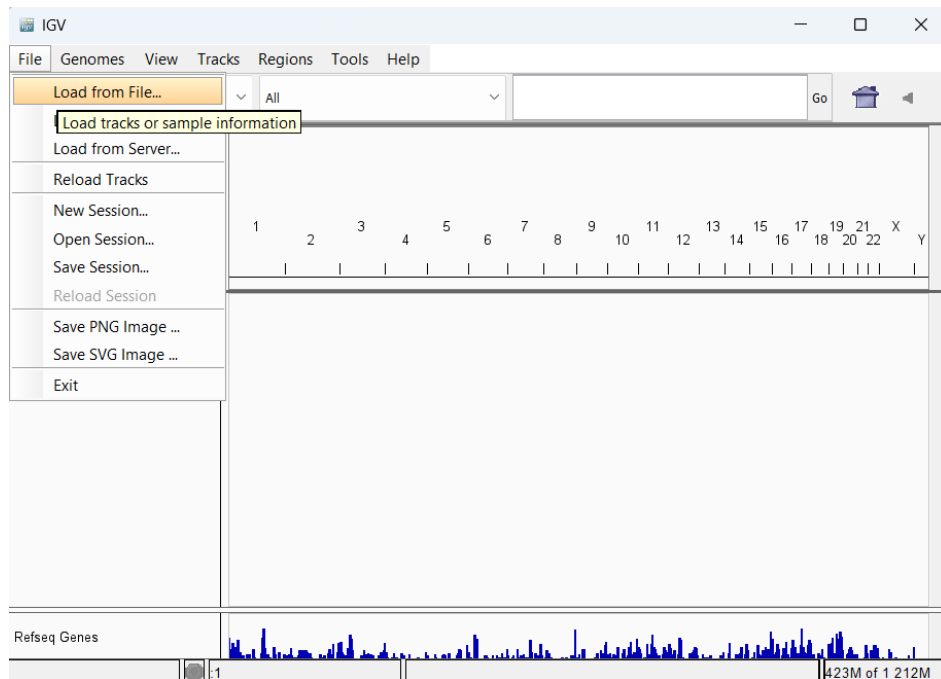 IGV
File Genomes View Tracks Regions Tools Help
Load from File...
All
Go
Load tracks or sample information
Load from Server...
Reload Tracks
New Session...
Open Session...
Save Session...
Reload Session
Save PNG Image ...
Save SVG Image ...
Exit
1 3 5 7 9 11 13 15 17 19 21 X
2 4 6 8 10 12 14 16 18 20 22 Y
Refseq Genes
:1
423M of 1 212M